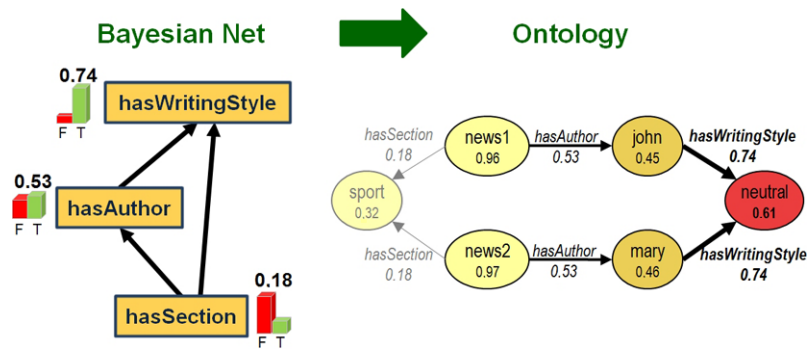 Bayesian Net
Ontology
0.74
hasWritingStyle
F T
0.53
hasAuthor
F T
0.18
hasSection
F T
hasSection
0.18
news1
0.96
hasAuthor
0.53
john
0.45
hasWritingStyle
0.74
sport
0.32
neutral
0.61
hasSection
0.18
news2
0.97
hasAuthor
0.53
mary
0.46
hasWritingStyle
0.74